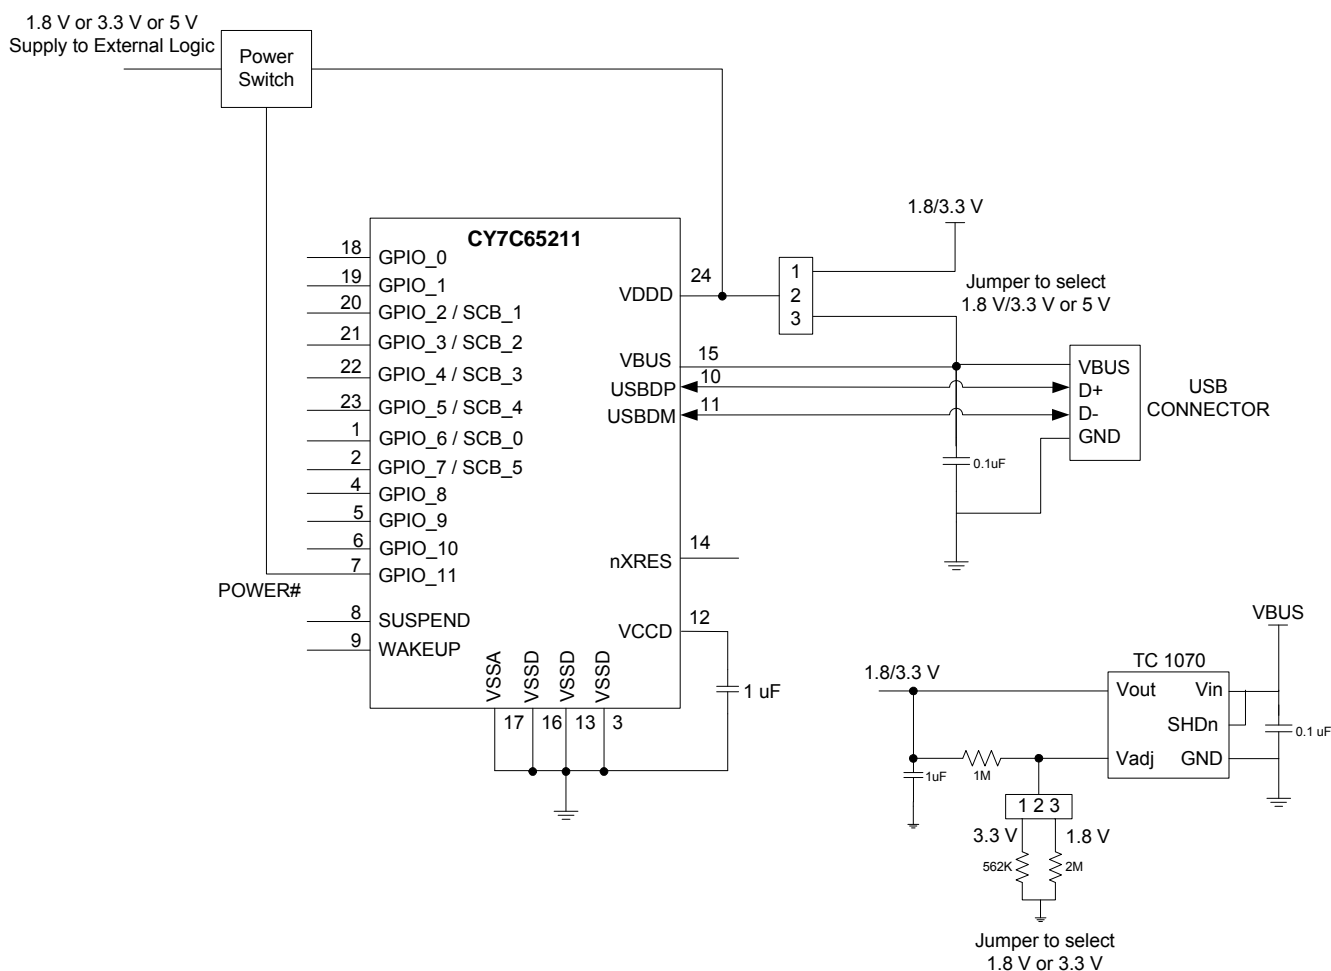 1.8 V or 3.3 V or 5 V
Supply to External Logic
Power
Switch
CY7C65211
18 GPIO_0
19 GPIO_1
20 GPIO_2 / SCB_1
21 GPIO_3 / SCB_2
22 GPIO_4 / SCB_3
23 GPIO_5 / SCB_4
1 GPIO_6 / SCB_0
2 GPIO_7 / SCB_5
4 GPIO_8
5 GPIO_9
6 GPIO_10
7 GPIO_11
POWER#
8 SUSPEND
9 WAKEUP
VDDD 24
VBUS 15
USBDP 10
USBDM 11
nXRES 14
VCCD 12
VSSA
VSSD
VSSD
VSSD
17 16 13 3
1 uF
1
2
3
1.8/3.3 V
Jumper to select
1.8 V/3.3 V or 5 V
VBUS
D+
D-
GND
USB
CONNECTOR
0.1uF
VBUS
TC 1070
1.8/3.3 V
Vout Vin
SHDn
Vadj GND
0.1 uF
1uF
1M
1 2 3
3.3 V 1.8 V
562K 2M
Jumper to select
1.8 V or 3.3 V